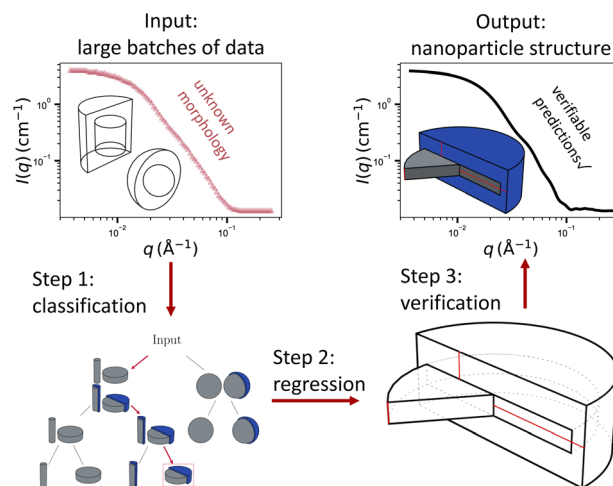 Input:
large batches of data
Output:
nanoparticle structure
I(q) (cm⁻¹)
10⁰
10⁻¹
unknown
morphology
10⁻²
10⁻¹
q (Å⁻¹)
I(q) (cm⁻¹)
10⁰
10⁻¹
verifiable
predictions√
10⁻²
10⁻¹
q (Å⁻¹)
Step 1:
classification
Step 3:
verification
Input
Step 2:
regression